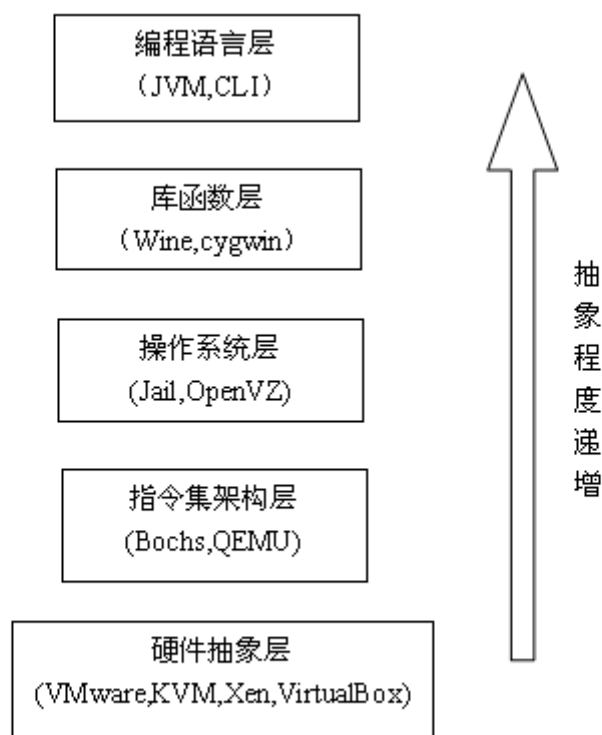 编程语言层
（JVM,CLI）
库函数层
（Wine,cygwin）
操作系统层
(Jail,OpenVZ)
指令集架构层
(Bochs,QEMU)
硬件抽象层
(VMware,KVM,Xen,VirtualBox)
抽象程度递增